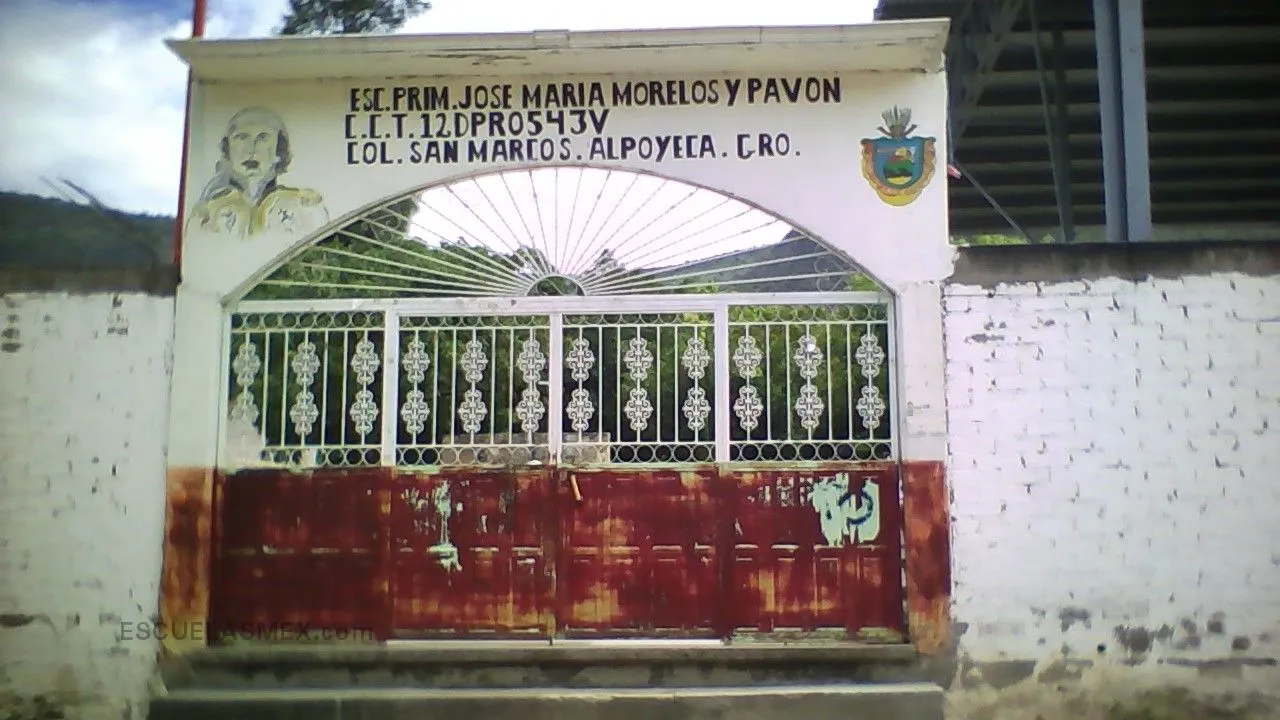 ESC.PRIM.JOSE MARIA MORELOS Y PAVON
C.C.T. 12DPR0543V
COL. SAN MARCOS. ALPOYECA. GRO.
ESCUELASMEX.com